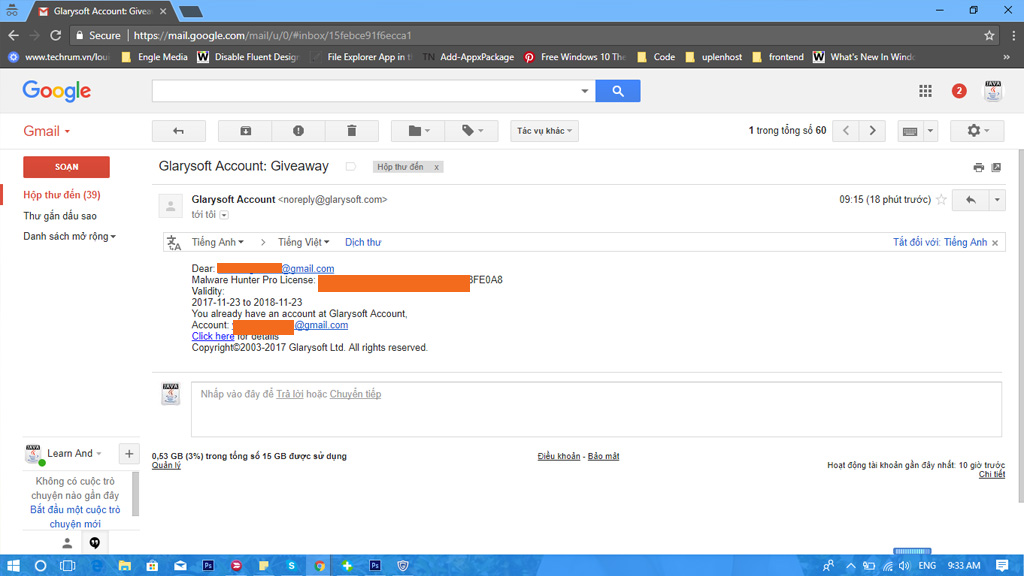 Glarysoft Account: Givea
Secure https://mail.google.com/mail/u/0/#inbox/15febce91f6ecca1
www.techrum.vn/lou Engle Media Disable Fluent Design File Explorer App in t Add-AppxPackage Free Windows 10 The Code uplenhost frontend What's New In Wind
Google
2
Gmail
Tác vụ khác
1 trong tổng số 60
SOẠN
Glarysoft Account: Giveaway Hộp thư đến x
Hộp thư đến (39)
Thư gắn dấu sao
Danh sách mở rộng
Glarysoft Account <noreply@glarysoft.com> 09:15 (18 phút trước)
tới tôi
Tiếng Anh > Tiếng Việt Dịch thư Tắt đối với: Tiếng Anh x
Dear: @gmail.com
Malware Hunter Pro License: FE0A8
Validity:
2017-11-23 to 2018-11-23
You already have an account at Glarysoft Account,
Account: @gmail.com
Click here for details
Copyright©2003-2017 Glarysoft Ltd. All rights reserved.
Nhấp vào đây để Trả lời hoặc Chuyển tiếp
Learn And
Không có cuộc trò
chuyện nào gần đây
Bắt đầu một cuộc trò
chuyện mới
0,53 GB (3%) trong tổng số 15 GB được sử dụng
Quản lý
Điều khoản - Bảo mật
Hoạt động tài khoản gần đây nhất: 10 giờ trước
Chi tiết
ENG 9:33 AM